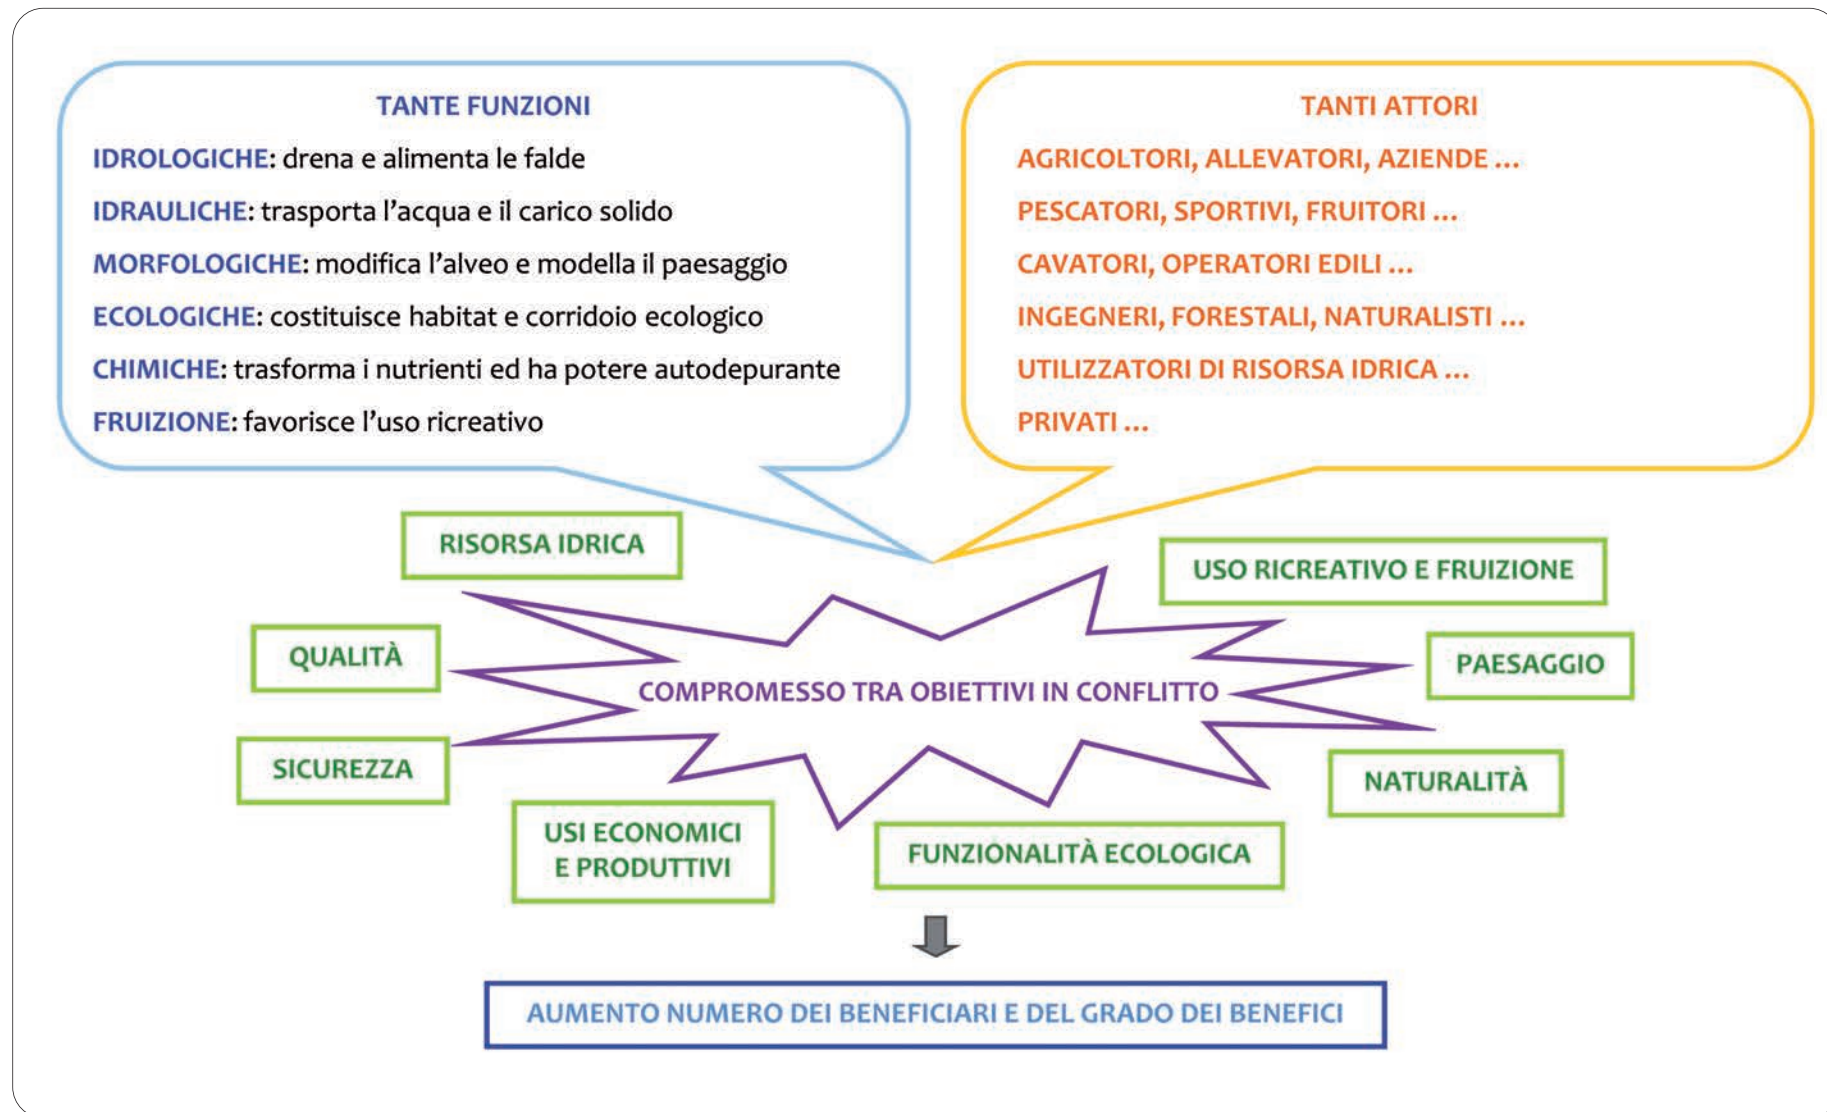 TANTE FUNZIONI
IDROLOGICHE: drena e alimenta le falde
IDRAULICHE: trasporta l’acqua e il carico solido
MORFOLOGICHE: modifica l’alveo e modella il paesaggio
ECOLOGICHE: costituisce habitat e corridoio ecologico
CHIMICHE: trasforma i nutrienti ed ha potere autodepurante
FRUIZIONE: favorisce l’uso ricreativo
TANTI ATTORI
AGRICOLTORI, ALLEVATORI, AZIENDE ...
PESCATORI, SPORTIVI, FRUITORI ...
CAVATORI, OPERATORI EDILI ...
INGEGNERI, FORESTALI, NATURALISTI ...
UTILIZZATORI DI RISORSA IDRICA ...
PRIVATI ...
RISORSA IDRICA
USO RICREATIVO E FRUIZIONE
QUALITÀ
PAESAGGIO
COMPROMESSO TRA OBIETTIVI IN CONFLITTO
SICUREZZA
NATURALITÀ
USI ECONOMICI
E PRODUTTIVI
FUNZIONALITÀ ECOLOGICA
AUMENTO NUMERO DEI BENEFICIARI E DEL GRADO DEI BENEFICI